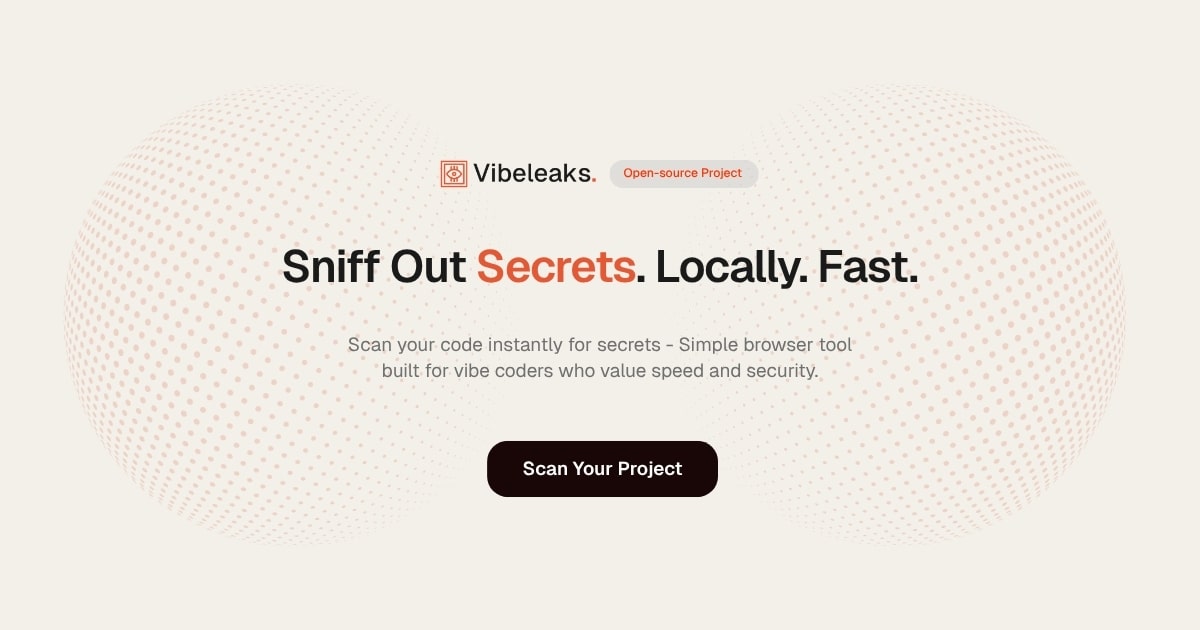 Vibeleaks.
Open-source Project
Sniff Out Secrets. Locally. Fast.
Scan your code instantly for secrets - Simple browser tool
built for vibe coders who value speed and security.
Scan Your Project